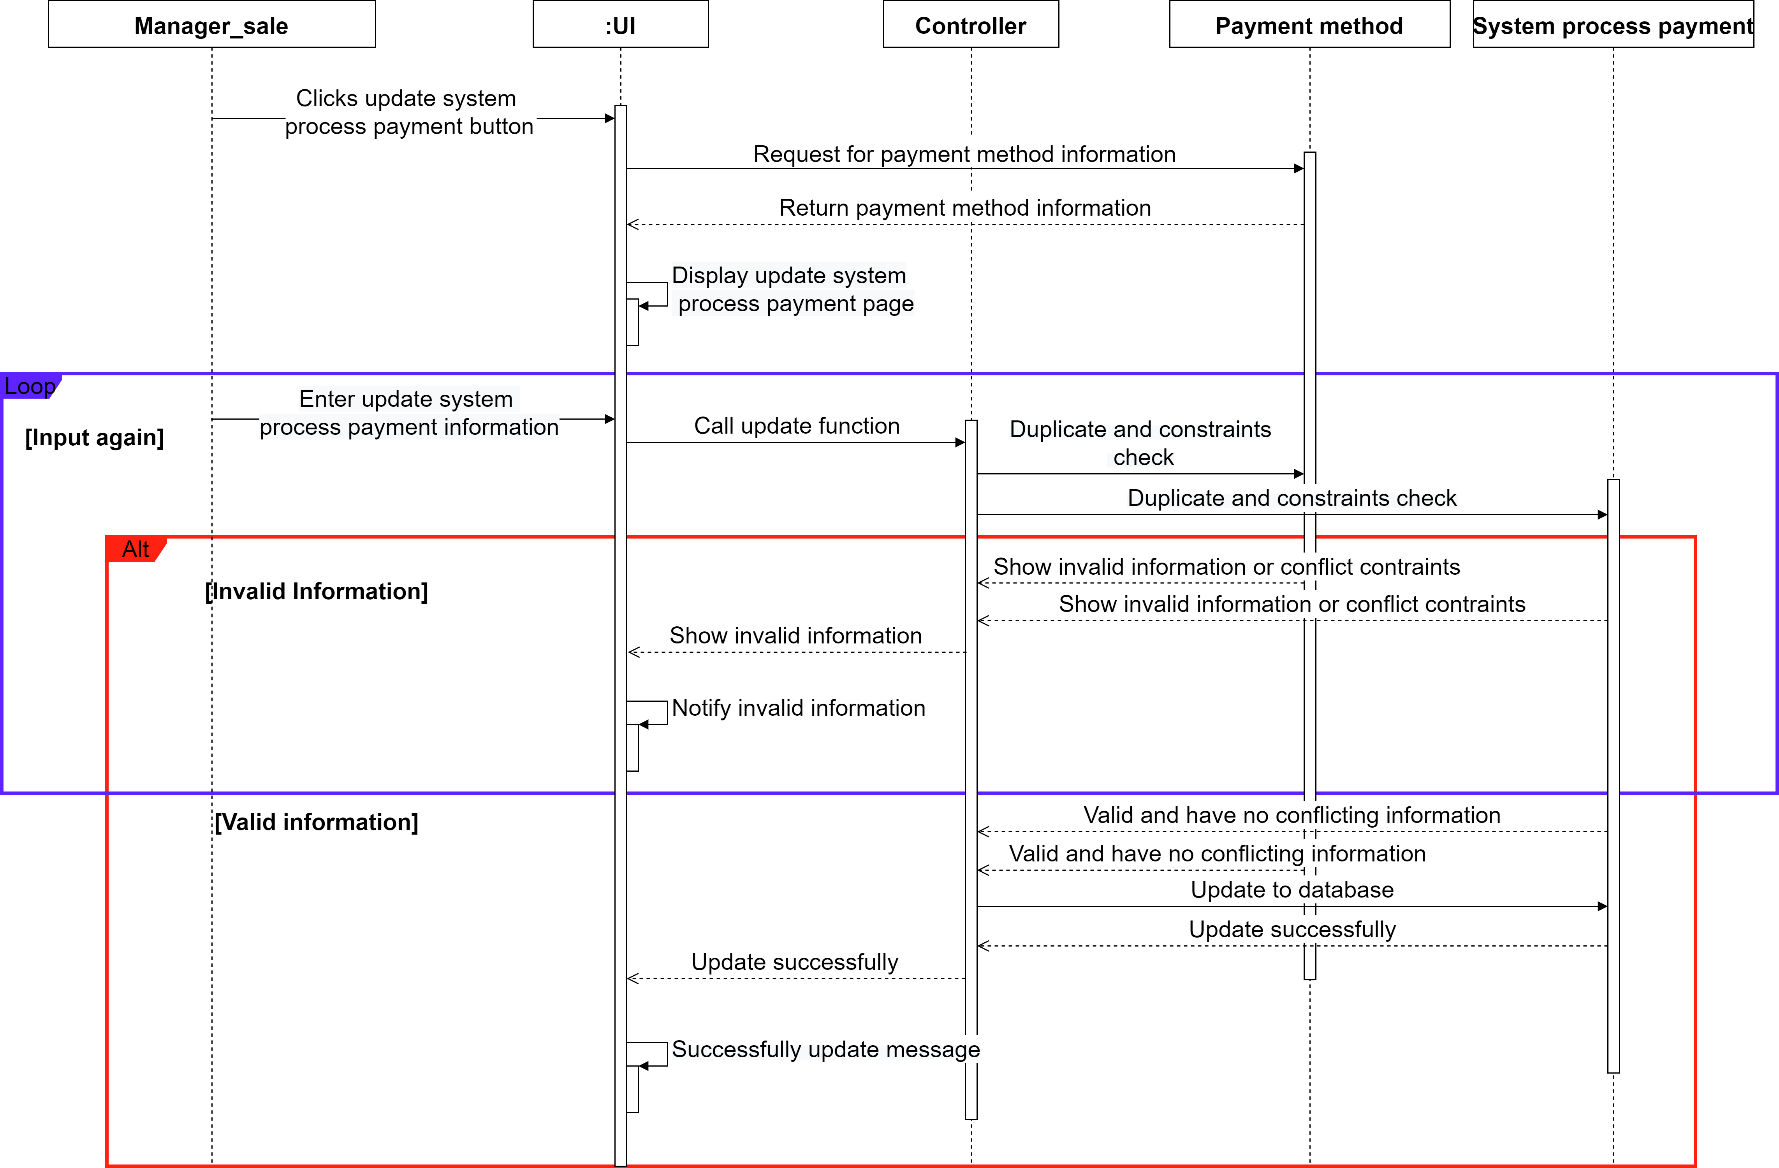 Manager_sale
:UI
Controller
Payment method
System process payment
Clicks update system
process payment button
Request for payment method information
Return payment method information
Display update system
process payment page
Loop
[Input again]
Enter update system
process payment information
Call update function
Duplicate and constraints
check
Duplicate and constraints check
Alt
[Invalid Information]
Show invalid information or conflict contraints
Show invalid information or conflict contraints
Show invalid information
Notify invalid information
[Valid information]
Valid and have no conflicting information
Valid and have no conflicting information
Update to database
Update successfully
Update successfully
Successfully update message